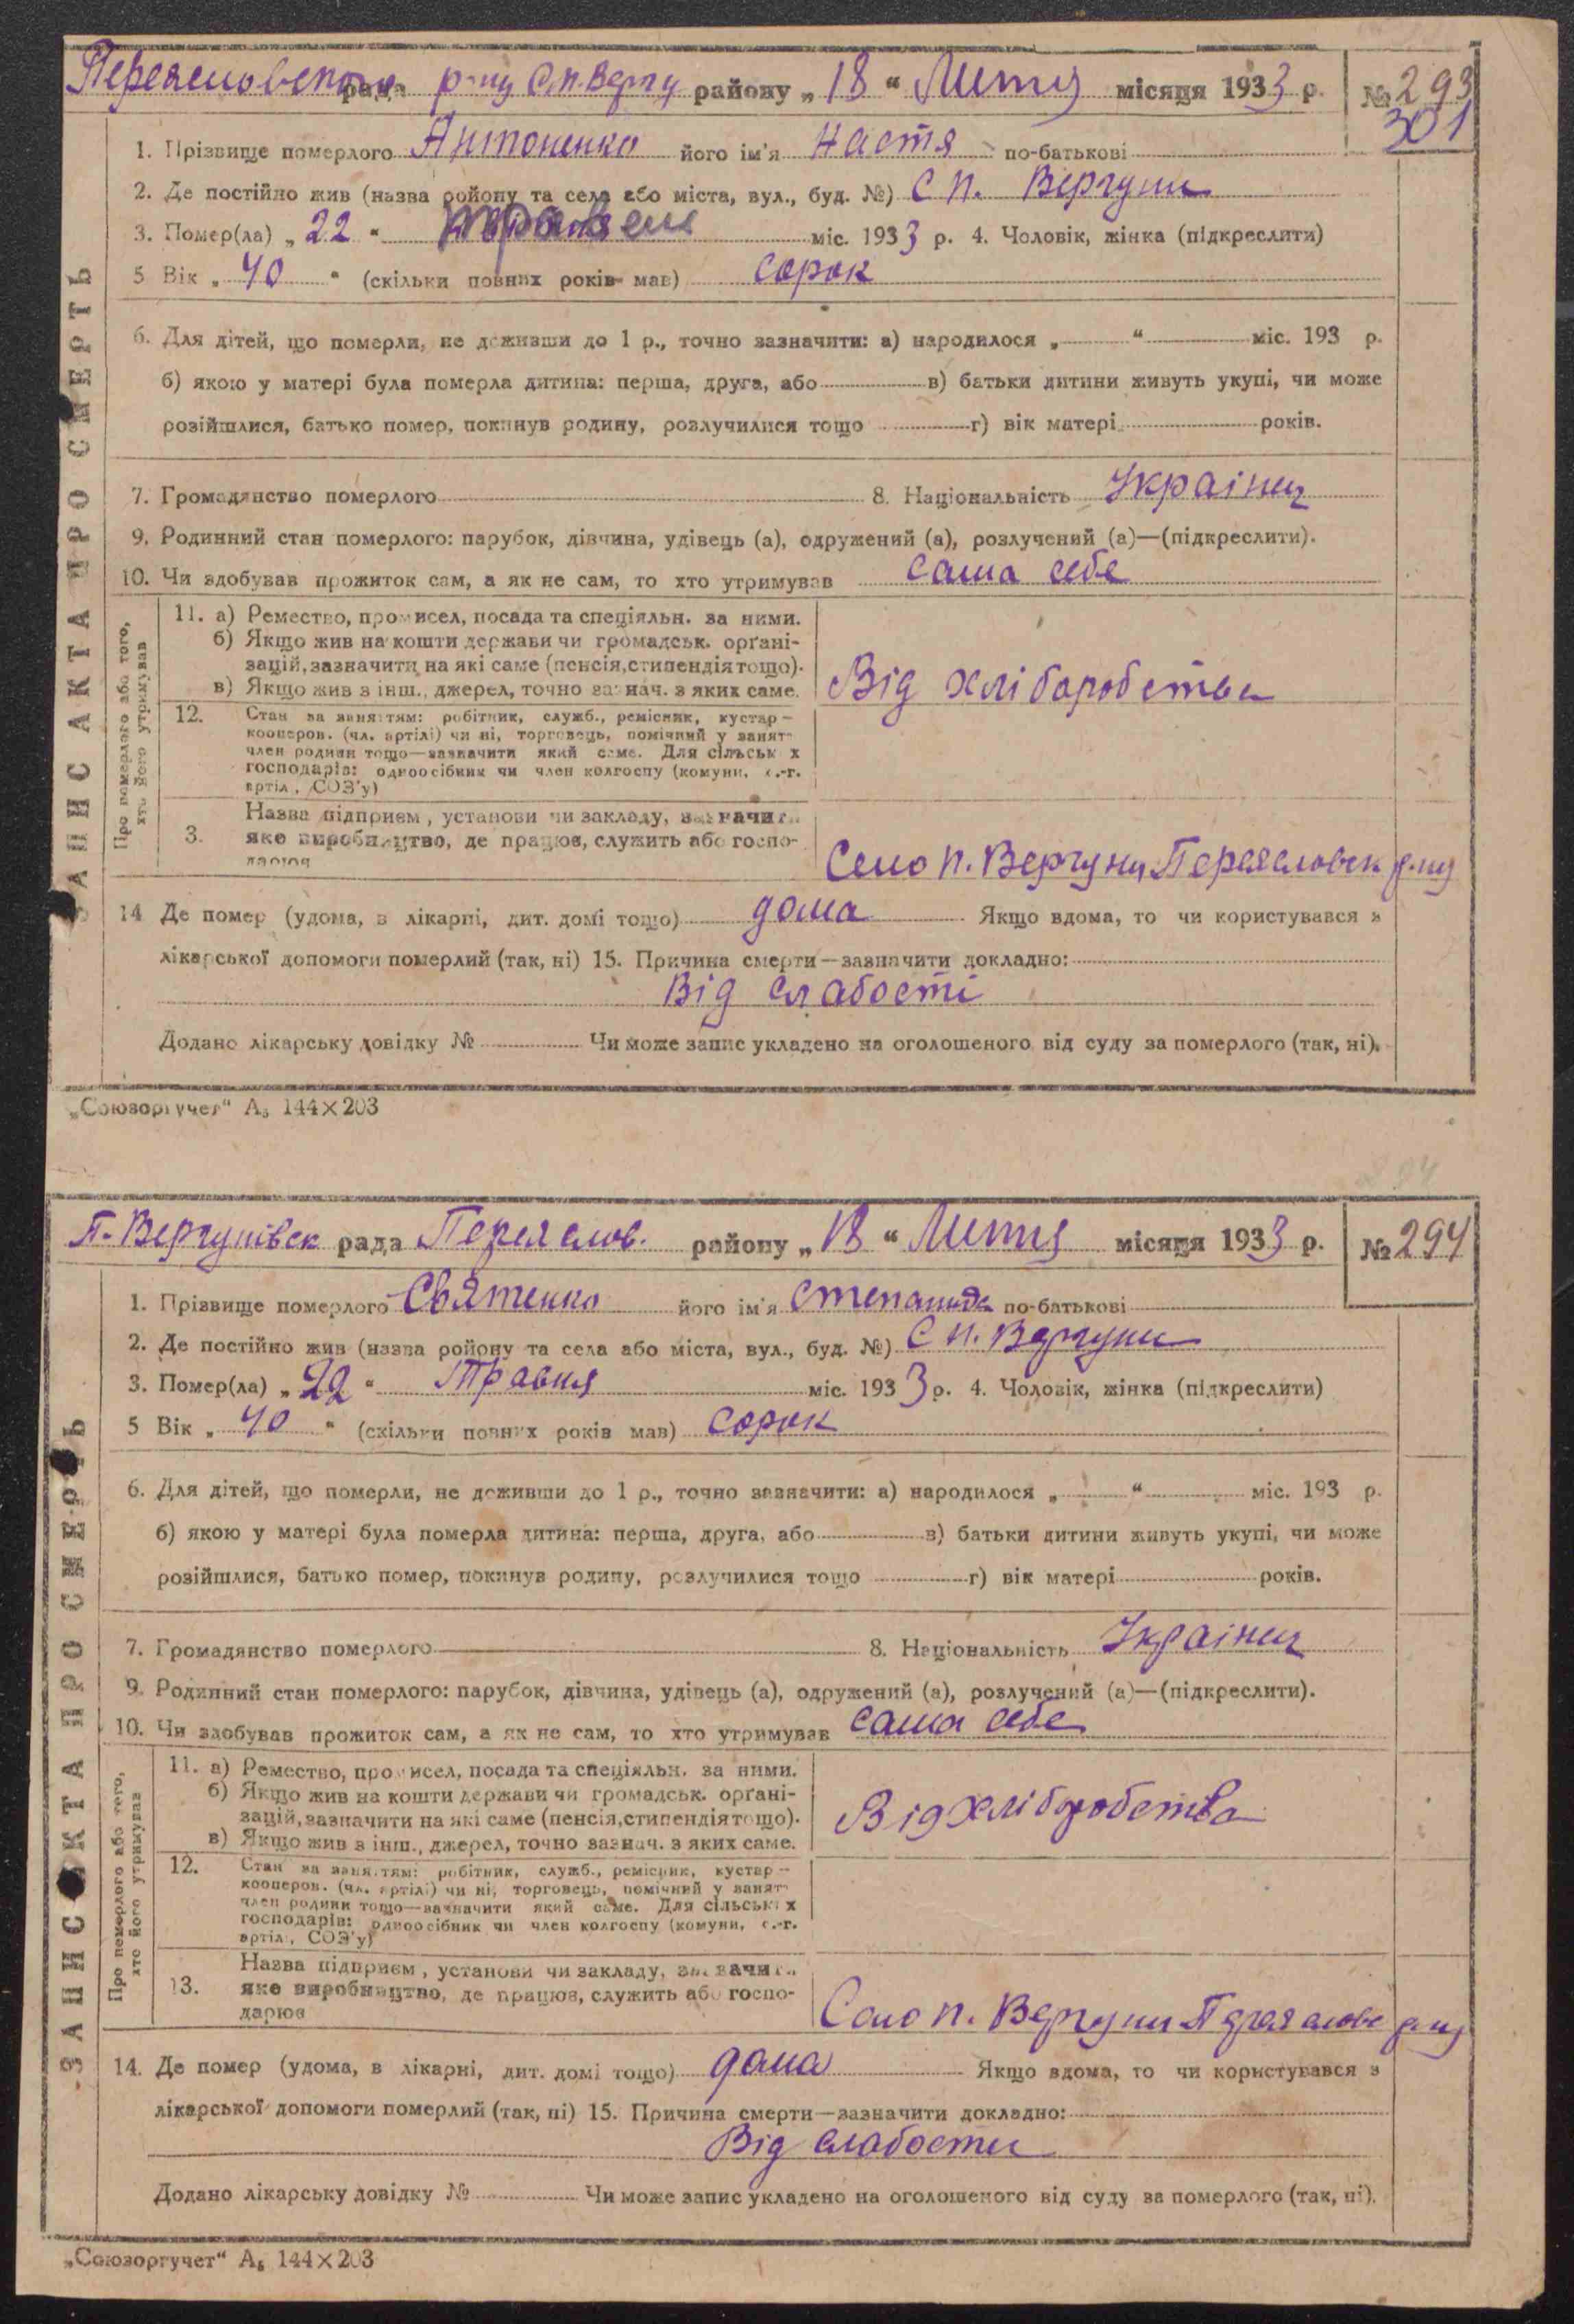 Переясловська рада р-ну С.П.Вергу району „18“ Липня місяця 1933 р. № 293
301
ЗАПИС АКТА ПРО СМЕРТЬ
1. Прізвище померлого Антоненко його ім'я Настя по-батькові
2. Де постійно жив (назва району та села або міста, вул., буд. №) С П. Вергуни
3. Помер(ла) „22“ травень міс. 1933 р. 4. Чоловік, жінка (підкреслити)
5 Вік „40“ (скільки повних років мав) сорок
6. Для дітей, що померли, не доживши до 1 р., точно зазначити: а) народилося „ “ міс. 193 р.
б) якою у матері була померла дитина: перша, друга, або в) батьки дитини живуть укупі, чи може
розійшлися, батько помер, покинув родину, розлучилися тощо г) вік матері років.
7. Громадянство померлого 8. Національність Українец
9. Родинний стан померлого: парубок, дівчина, удівець (а), одружений (а), розлучений (а)—(підкреслити).
10. Чи здобував прожиток сам, а як не сам, то хто утримував Сама себе
Про померлого або того, хто його утримував
11. а) Ремество, промисел, посада та спеціяльн. за ними.
б) Якщо жив на кошти держави чи громадськ. орґані-
зацій, зазначити на які саме (пенсія, стипендія тощо).
в) Якщо жив з інш., джерел, точно зазнач. з яких саме.
Від хліборобства
12. Стан за заняттям: робітник, служб., ремісник, кустар—
кооперов. (чл. артілі) чи ні, торговець, помічний у занят
член родини тощо—зазначити який саме. Для сільськ х
господарів: одноосібник чи член колгоспу (комуни, с.-г.
артіл , СОЗ'у)
3. Назва підприєм , установи чи закладу, зазначити
яке виробництво, де працює, служить або госпо-
дарює
Село п. Вергуни Переясловск р-ну
14 Де помер (удома, в лікарні, дит. домі тощо) дома Якщо вдома, то чи користувався з
лікарської допомоги померлий (так, ні) 15. Причина смерти—зазначити докладно:
Від слабості
Додано лікарську довідку № Чи може запис укладено на оголошеного від суду за померлого (так, ні).
„Союзоргучет“ А₅ 144×203
П. Вергунівск рада Переяслов. району „18“ Липня місяця 1933 р. № 294
ЗАПИС АКТА ПРО СМЕРТЬ
1. Прізвище померлого Святенко його ім'я Степанида по-батькові
2. Де постійно жив (назва району та села або міста, вул., буд. №) С П. Вергуни
3. Помер(ла) „22“ Травня міс. 1933 р. 4. Чоловік, жінка (підкреслити)
5 Вік „40“ (скільки повних років мав) сорок
6. Для дітей, що померли, не доживши до 1 р., точно зазначити: а) народилося „ “ міс. 193 р.
б) якою у матері була померла дитина: перша, друга, або в) батьки дитини живуть укупі, чи може
розійшлися, батько помер, покинув родину, розлучилися тощо г) вік матері років.
7. Громадянство померлого 8. Національність Українец
9. Родинний стан померлого: парубок, дівчина, удівець (а), одружений (а), розлучений (а)—(підкреслити).
10. Чи здобував прожиток сам, а як не сам, то хто утримував сама себе
Про померлого або того, хто його утримував
11. а) Ремество, промисел, посада та спеціяльн. за ними.
б) Якщо жив на кошти держави чи громадськ. орґані-
зацій, зазначити на які саме (пенсія, стипендія тощо).
в) Якщо жив з інш., джерел, точно зазнач. з яких саме.
Від хліборобства
12. Стан за заняттям: робітник, служб., ремісник, кустар—
кооперов. (чл. артілі) чи ні, торговець, помічний у занят
член родини тощо—зазначити який саме. Для сільськ х
господарів: одноосібник чи член колгоспу (комуни, с.-г.
артіл , СОЗ'у)
13. Назва підприєм , установи чи закладу, зазначити
яке виробництво, де працює, служить або госпо-
дарює
Село п. Вергуни Переяслове р-ну
14. Де помер (удома, в лікарні, дит. домі тощо) дома Якщо вдома, то чи користувався з
лікарської допомоги померлий (так, ні) 15. Причина смерти—зазначити докладно:
Від слабости
Додано лікарську довідку № Чи може запис укладено на оголошеного від суду за померлого (так, ні).
„Союзоргучет“ А₅ 144×203